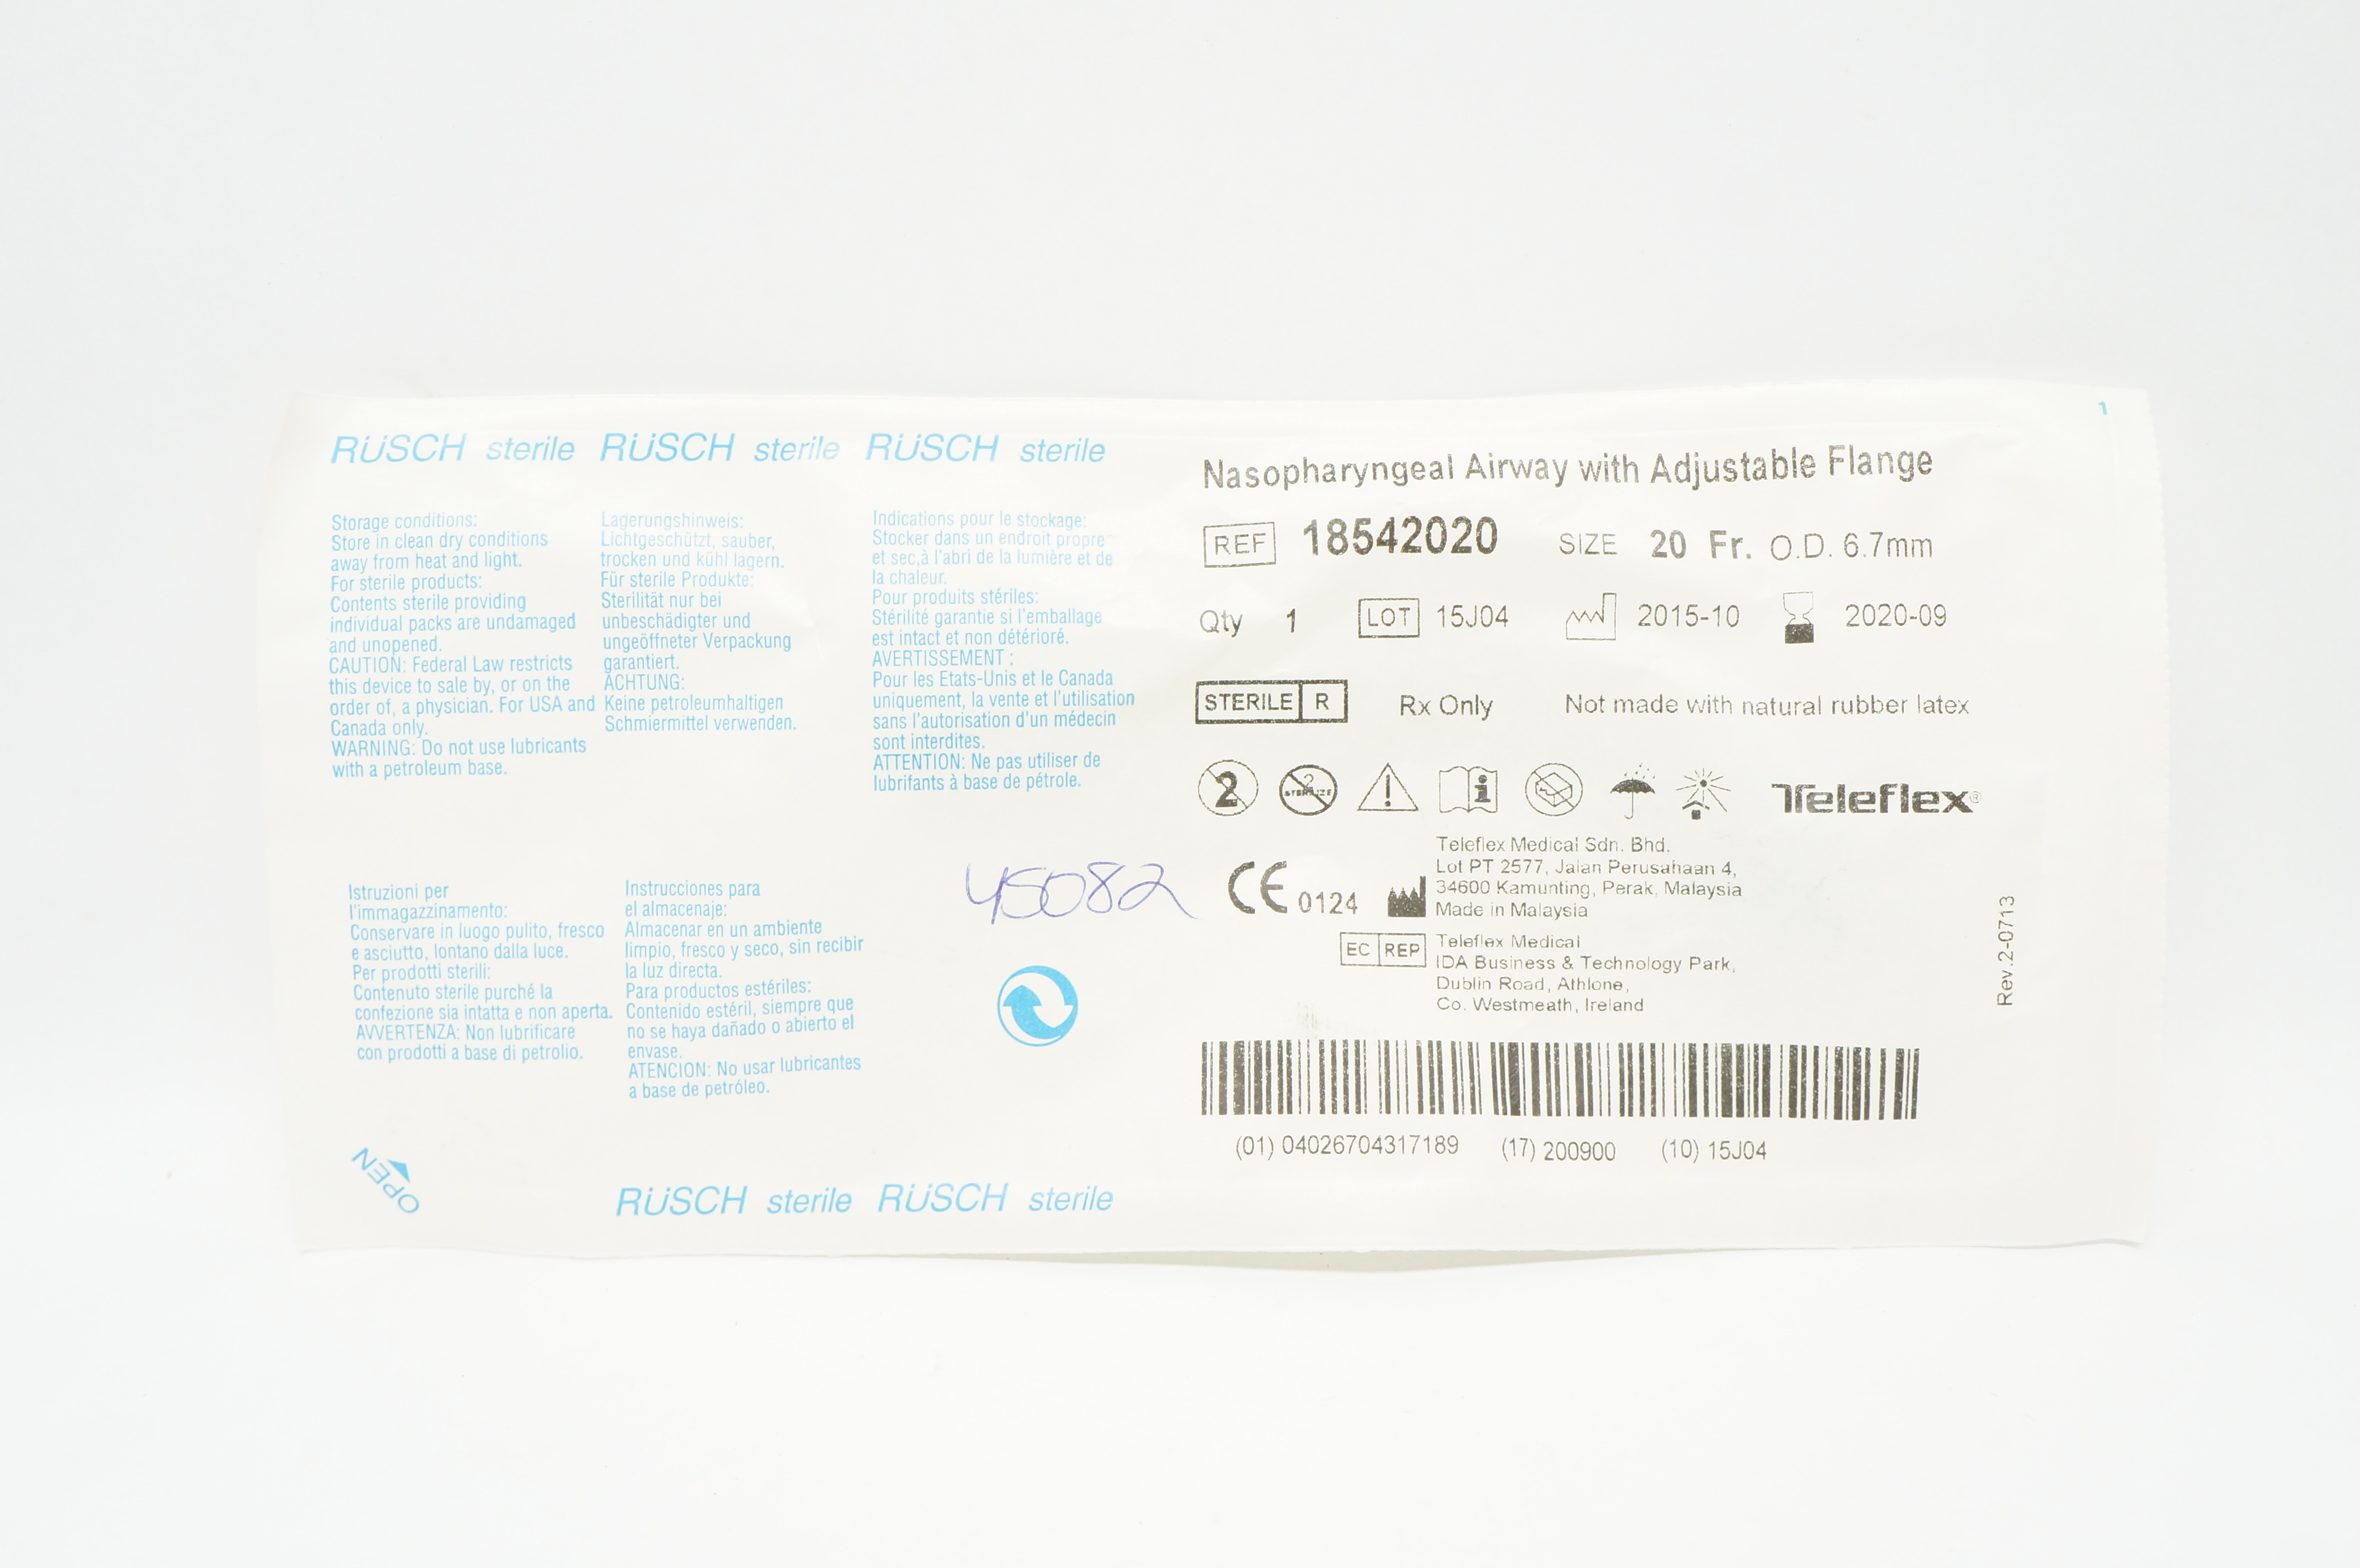 RÜSCH sterile RÜSCH sterile RÜSCH sterile
Storage conditions:
Store in clean dry conditions
away from heat and light.
For sterile products:
Contents sterile providing
individual packs are undamaged
and unopened.
CAUTION: Federal Law restricts
this device to sale by, or on the
order of, a physician. For USA and
Canada only.
WARNING: Do not use lubricants
with a petroleum base.
Lagerungshinweis:
Lichtgeschützt, sauber,
trocken und kühl lagern.
Für sterile Produkte:
Sterilität nur bei
unbeschädigter und
ungeöffneter Verpackung
garantiert.
ACHTUNG:
Keine petroleumhaltigen
Schmiermittel verwenden.
Indications pour le stockage:
Stocker dans un endroit propre
et sec,à l'abri de la lumière et de
la chaleur.
Pour produits stériles:
Stérilité garantie si l'emballage
est intact et non détérioré.
AVERTISSEMENT :
Pour les Etats-Unis et le Canada
uniquement, la vente et l'utilisation
sans l'autorisation d'un médecin
sont interdites.
ATTENTION: Ne pas utiliser de
lubrifants à base de pétrole.
Istruzioni per
l'immagazzinamento:
Conservare in luogo pulito, fresco
e asciutto, lontano dalla luce.
Per prodotti sterili:
Contenuto sterile purché la
confezione sia intatta e non aperta.
AVVERTENZA: Non lubrificare
con prodotti a base di petrolio.
Instrucciones para
el almacenaje:
Almacenar en un ambiente
limpio, fresco y seco, sin recibir
la luz directa.
Para productos estériles:
Contenido estéril, siempre que
no se haya dañado o abierto el
envase.
ATENCION: No usar lubricantes
a base de petróleo.
45082
OPEN
RÜSCH sterile RÜSCH sterile
1
Nasopharyngeal Airway with Adjustable Flange
REF 18542020 SIZE 20 Fr. O.D. 6.7mm
Qty 1 LOT 15J04 2015-10 2020-09
STERILE R Rx Only Not made with natural rubber latex
2 2 STERILIZE ! i Teleflex®
CE 0124
Teleflex Medical Sdn. Bhd.
Lot PT 2577, Jalan Perusahaan 4,
34600 Kamunting, Perak, Malaysia
Made in Malaysia
EC REP
Teleflex Medical
IDA Business & Technology Park,
Dublin Road, Athlone,
Co. Westmeath, Ireland
Rev.2-0713
(01) 04026704317189 (17) 200900 (10) 15J04